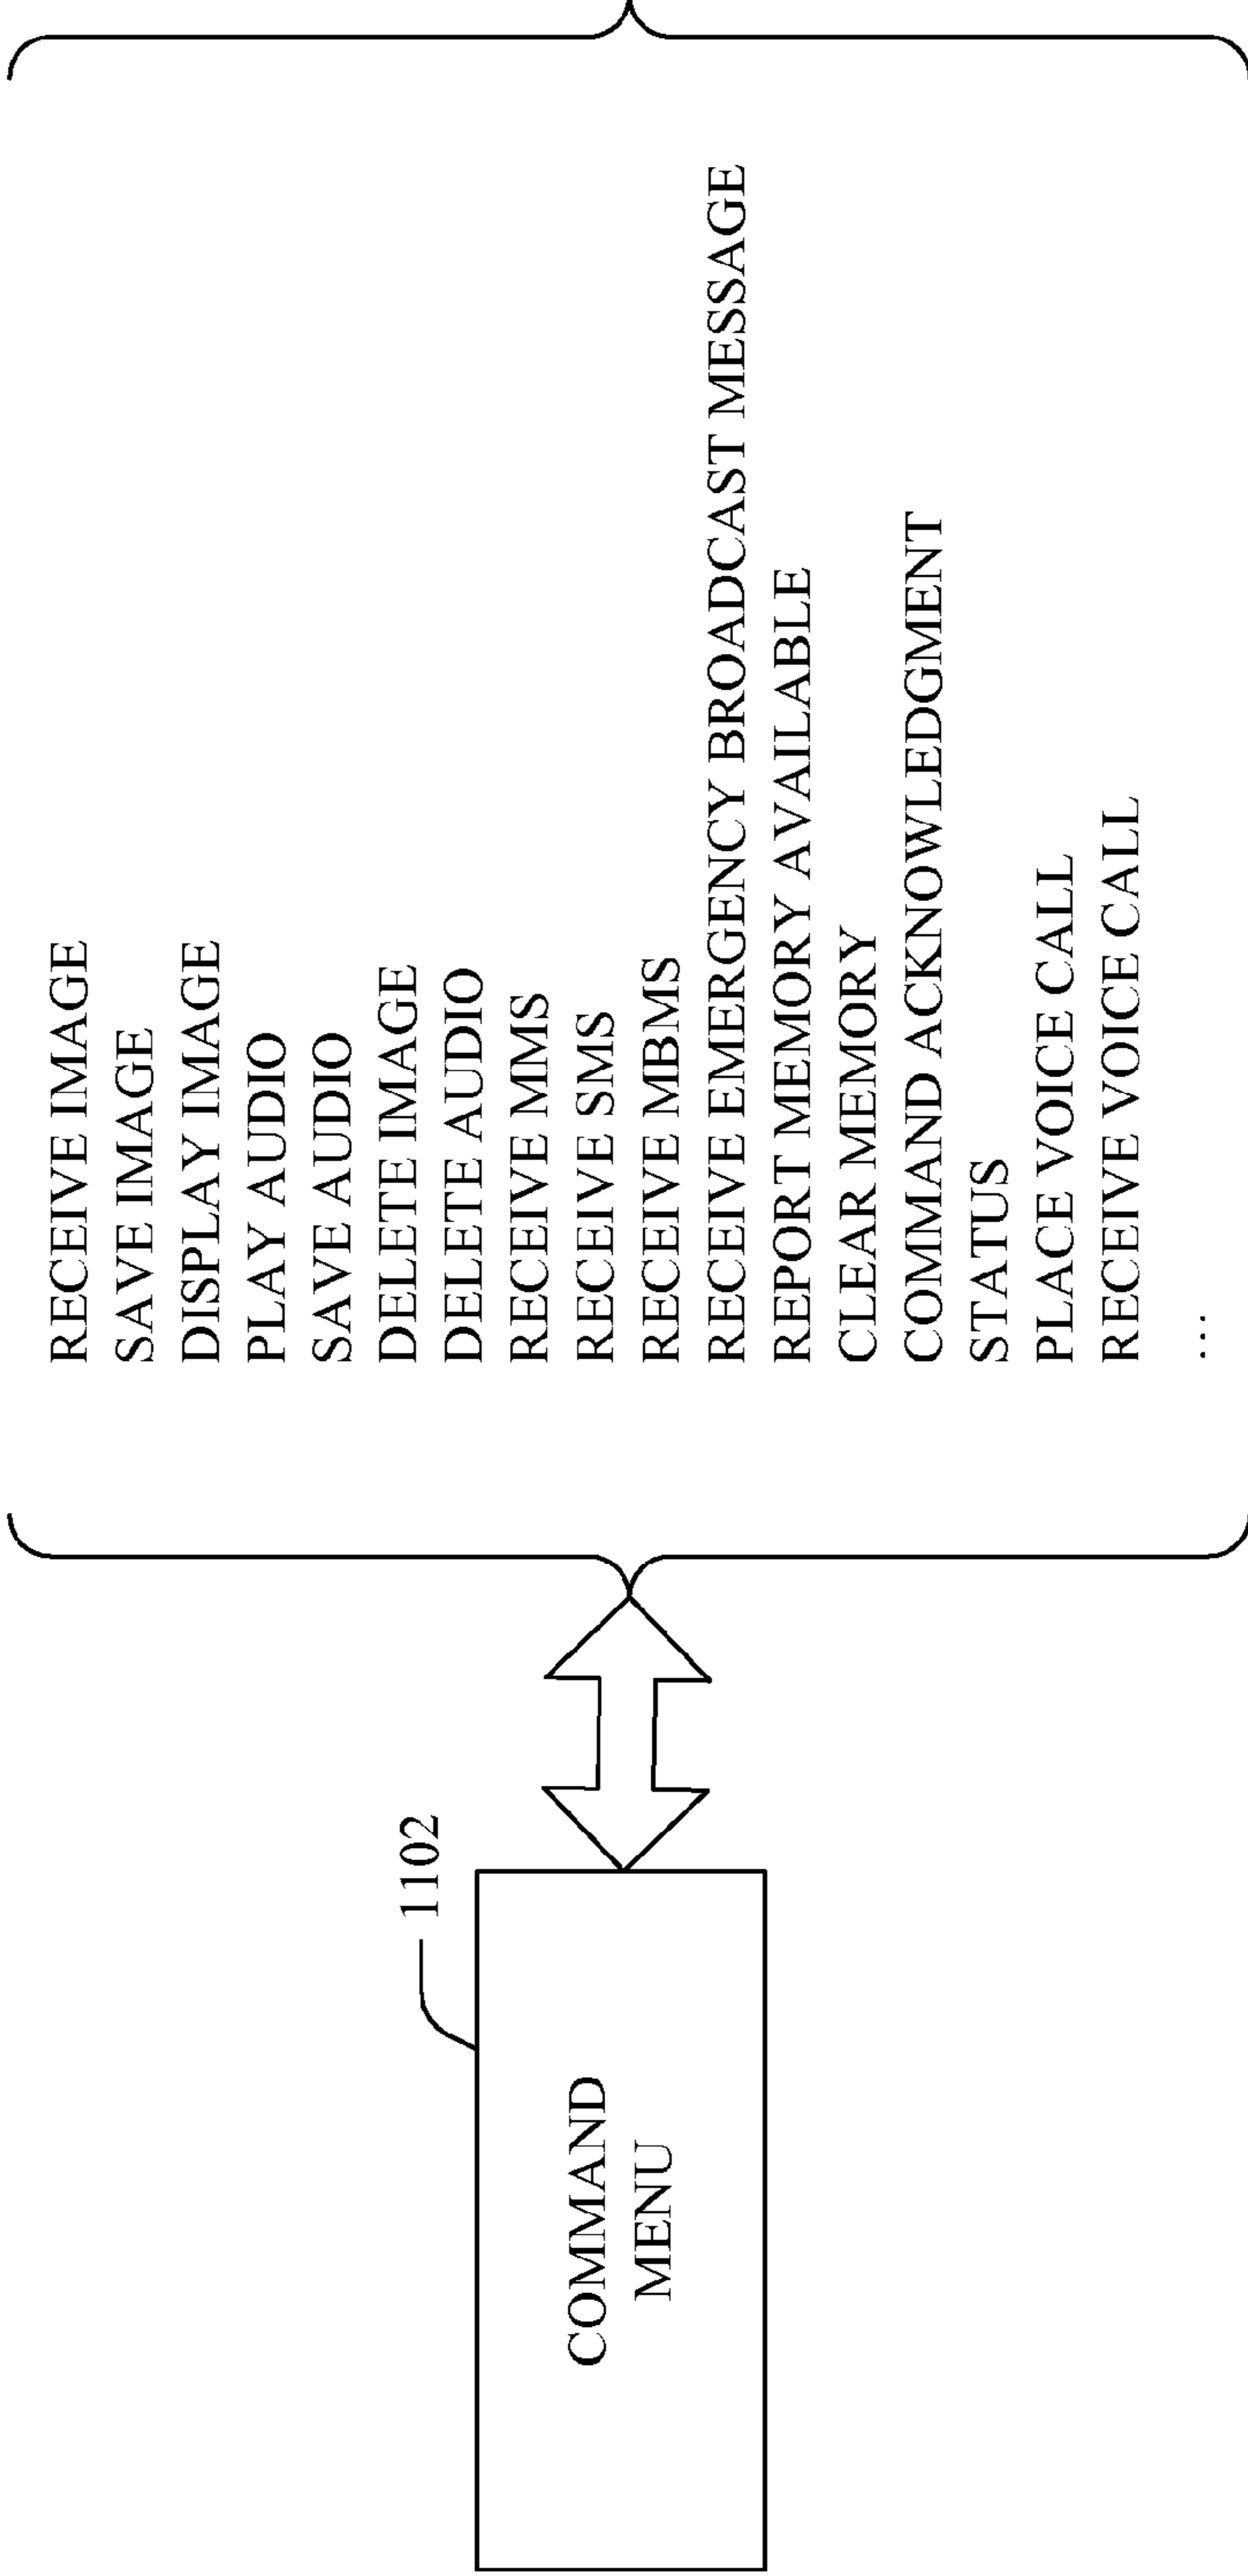 1102
COMMAND
MENU
RECEIVE IMAGE
SAVE IMAGE
DISPLAY IMAGE
PLAY AUDIO
SAVE AUDIO
DELETE IMAGE
DELETE AUDIO
RECEIVE MMS
RECEIVE SMS
RECEIVE MBMS
RECEIVE EMERGENCY BROADCAST MESSAGE
REPORT MEMORY AVAILABLE
CLEAR MEMORY
COMMAND ACKNOWLEDGMENT
STATUS
PLACE VOICE CALL
RECEIVE VOICE CALL
...